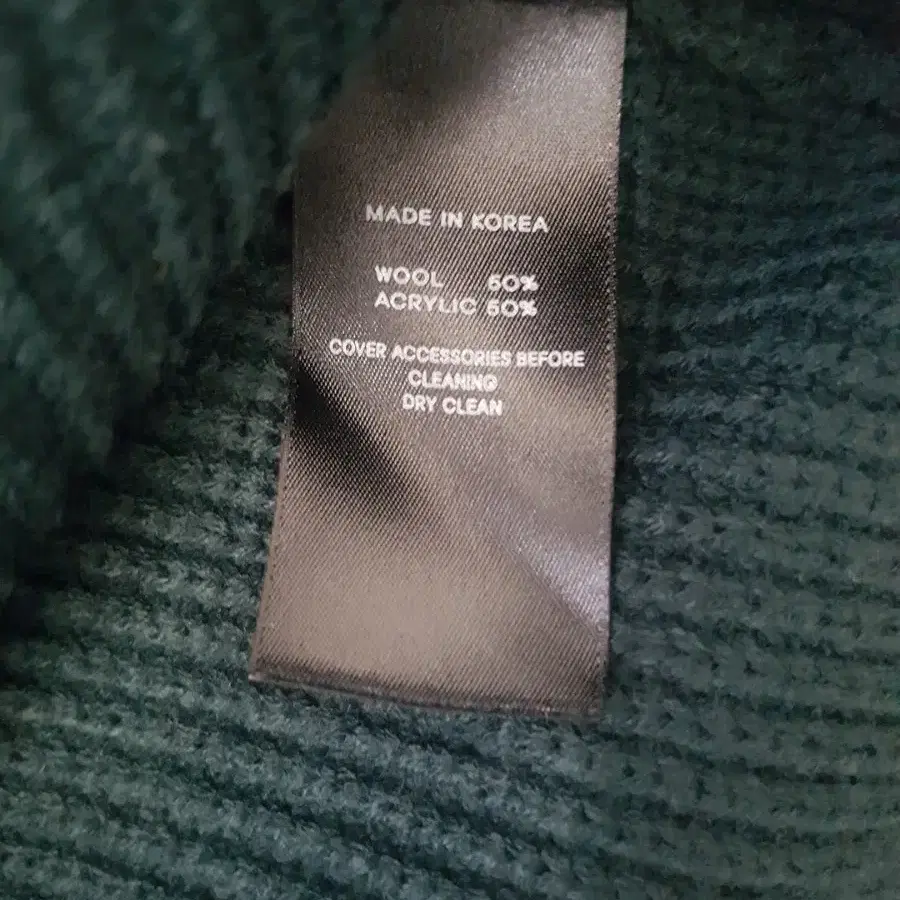 MADE IN KOREA
WOOL 50%
ACRYLIC 50%
COVER ACCESSORIES BEFORE
CLEANING
DRY CLEAN